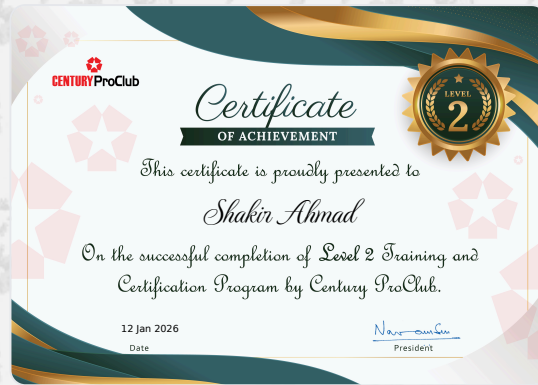 CENTURY ProClub
LEVEL
2
Certificate
OF ACHIEVEMENT
This certificate is proudly presented to
Shakir Ahmad
On the successful completion of Level 2 Training and
Certification Program by Century ProClub.
12 Jan 2026
Date
President